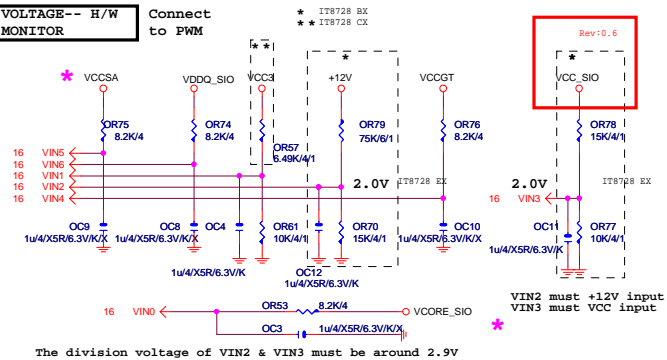 VOLTAGE-- H/W
MONITOR
Connect
to PWM
* IT8728 BX
** IT8728 CX
Rev:0.6
**
*
*
* VCCSA
VDDQ_SIO
VCC3
+12V
VCCGT
VCC_SIO
OR75
8.2K/4
OR74
8.2K/4
OR57
6.49K/4/1
OR79
75K/6/1
OR76
8.2K/4
OR78
15K/4/1
16 VIN5
16 VIN6
16 VIN1
16 VIN2
16 VIN4
2.0V
IT8728 EX
2.0V
IT8728 EX
16 VIN3
OC9
1u/4/X5R/6.3V/K/X
OC8
1u/4/X5R/6.3V/K/X
OC4
1u/4/X5R/6.3V/K
OR61
10K/4/1
OC12
1u/4/X5R/6.3V/K
OR70
15K/4/1
OC10
1u/4/X5R/6.3V/K/X
OC11
1u/4/X5R/6.3V/K
OR77
10K/4/1
16 VIN0
OR53
8.2K/4
VCORE_SIO
OC3
1u/4/X5R/6.3V/K/X
VIN2 must +12V input
VIN3 must VCC input
*
The division voltage of VIN2 & VIN3 must be around 2.9V